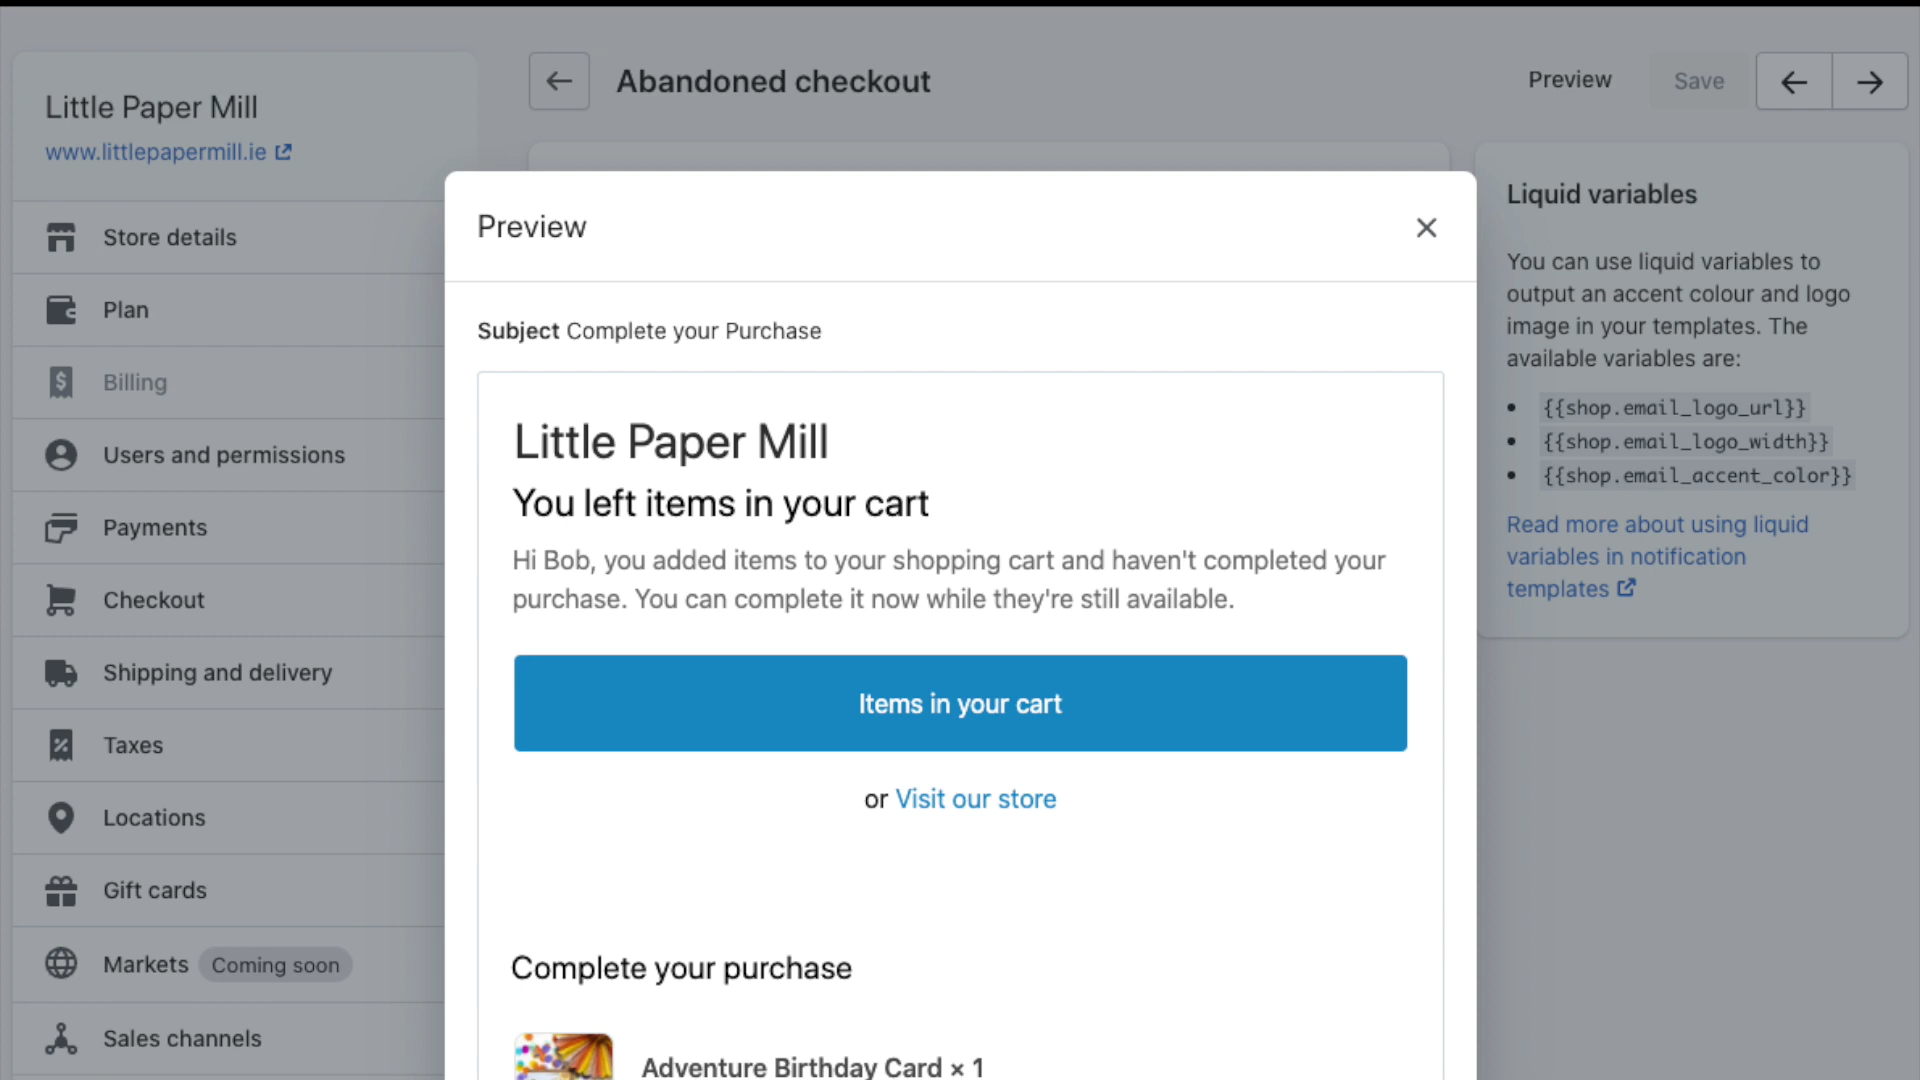 Little Paper Mill
www.littlepapermill.ie
Store details
Plan
Billing
Users and permissions
Payments
Checkout
Shipping and delivery
Taxes
Locations
Gift cards
Markets Coming soon
Sales channels
Abandoned checkout
Preview
Save
Preview
Subject Complete your Purchase
Little Paper Mill
You left items in your cart
Hi Bob, you added items to your shopping cart and haven't completed your
purchase. You can complete it now while they're still available.
Items in your cart
or Visit our store
Complete your purchase
Adventure Birthday Card × 1
Liquid variables
You can use liquid variables to
output an accent colour and logo
image in your templates. The
available variables are:
• {{shop.email_logo_url}}
• {{shop.email_logo_width}}
• {{shop.email_accent_color}}
Read more about using liquid
variables in notification
templates